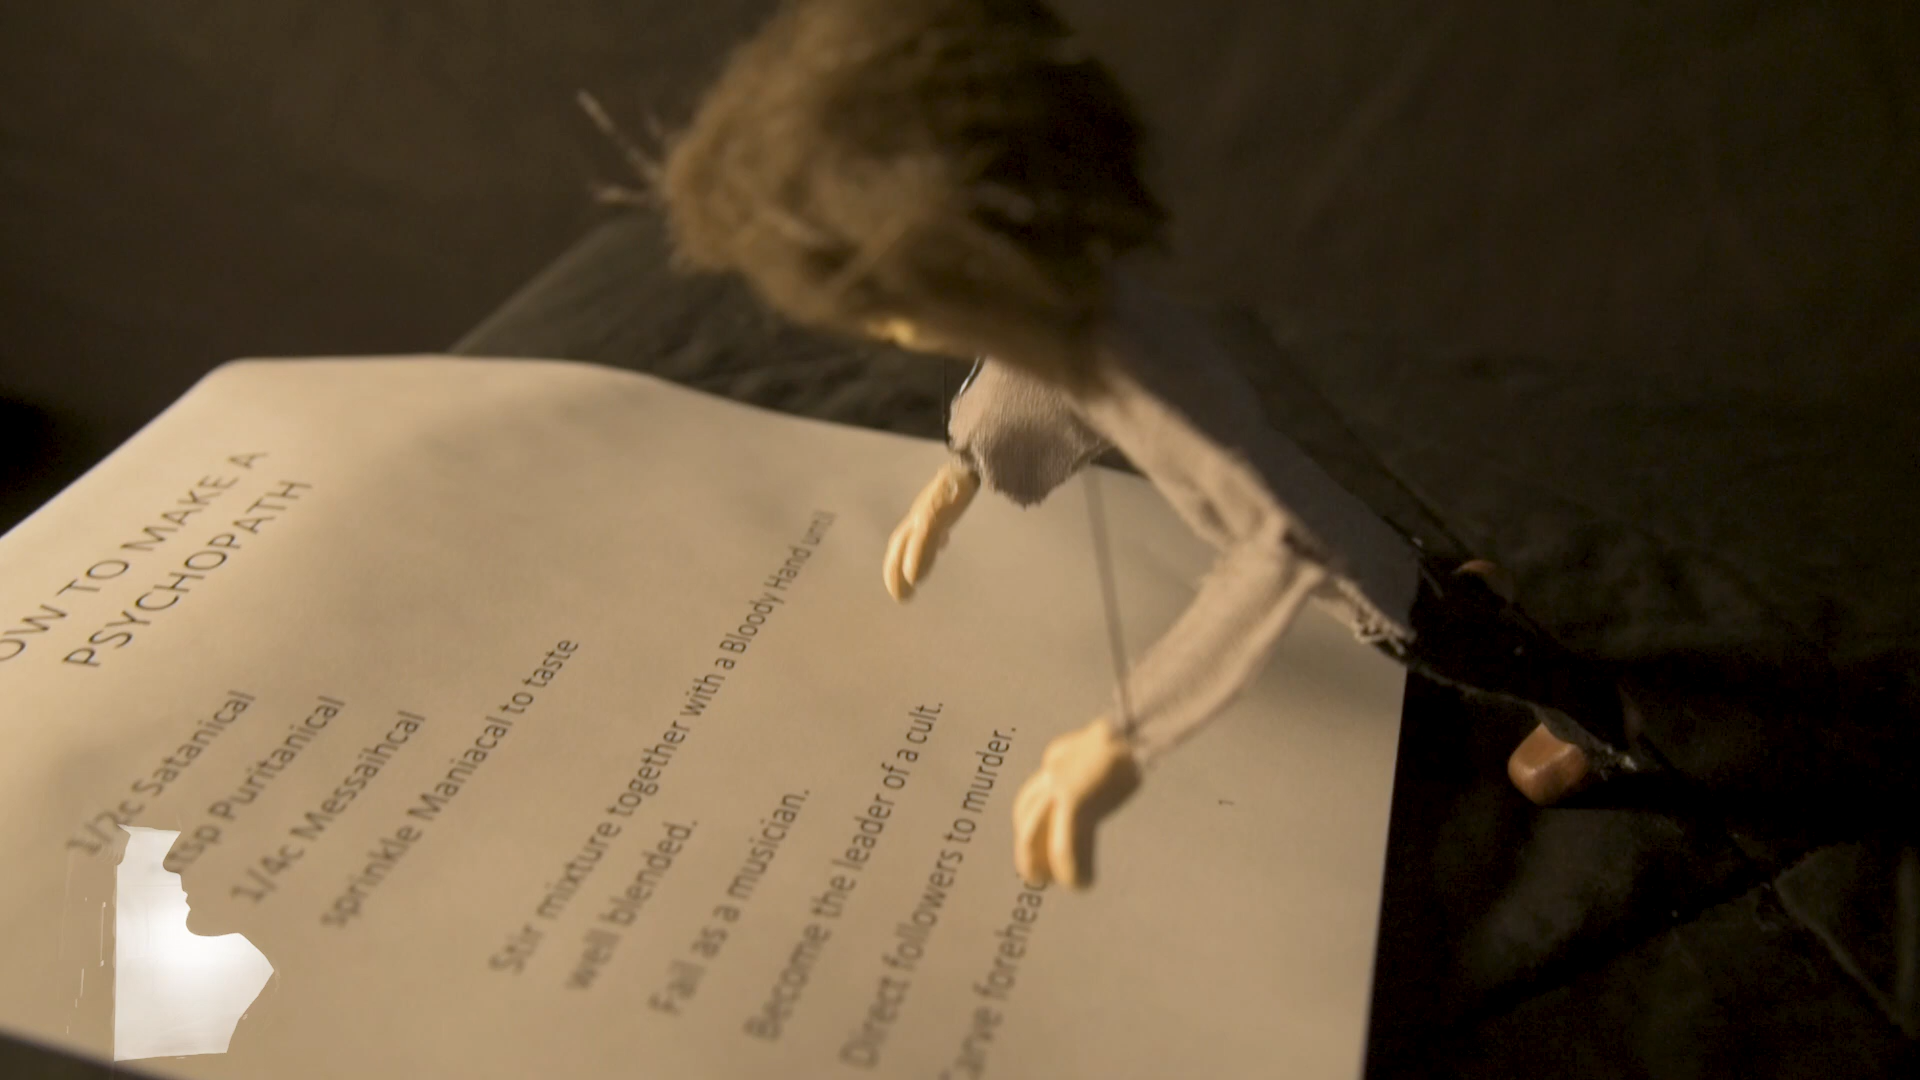 OW TO MAKE A
PSYCHOPATH
1/2c Satanical
tsp Puritanical
1/4c Messaihcal
sprinkle Maniacal to taste
Stir mixture together with a Bloody Hand until
well blended.
Fail as a musician.
Become the leader of a cult.
Direct followers to murder.
Carve forehead
1